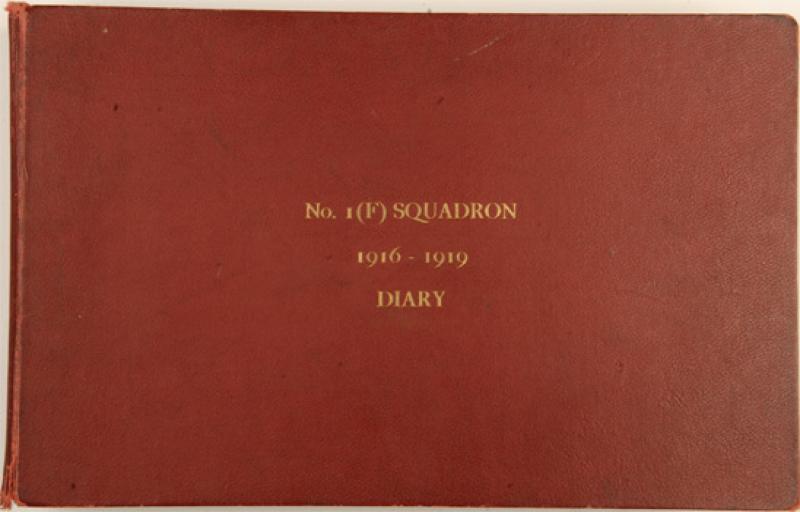 No. 1 (F) SQUADRON
1916 - 1919
DIARY